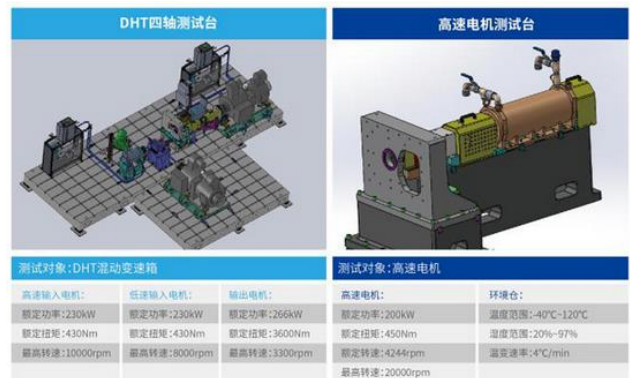 DHT四轴测试台
高速电机测试台
测试对象:DHT混动变速箱
测试对象:高速电机
高速输入电机:
低速输入电机:
输出电机:
高速电机:
环境仓:
额定功率:230kW
额定功率:230kW
额定功率:266kW
额定功率:200kW
温度范围:-40℃~120℃
额定扭矩:430Nm
额定扭矩:430Nm
额定扭矩:3600Nm
额定扭矩:450Nm
湿度范围:20%~97%
最高转速:10000rpm
最高转速:8000rpm
最高转速:3300rpm
额定转速:4244rpm
温变速率:4℃/min
最高转速:20000rpm